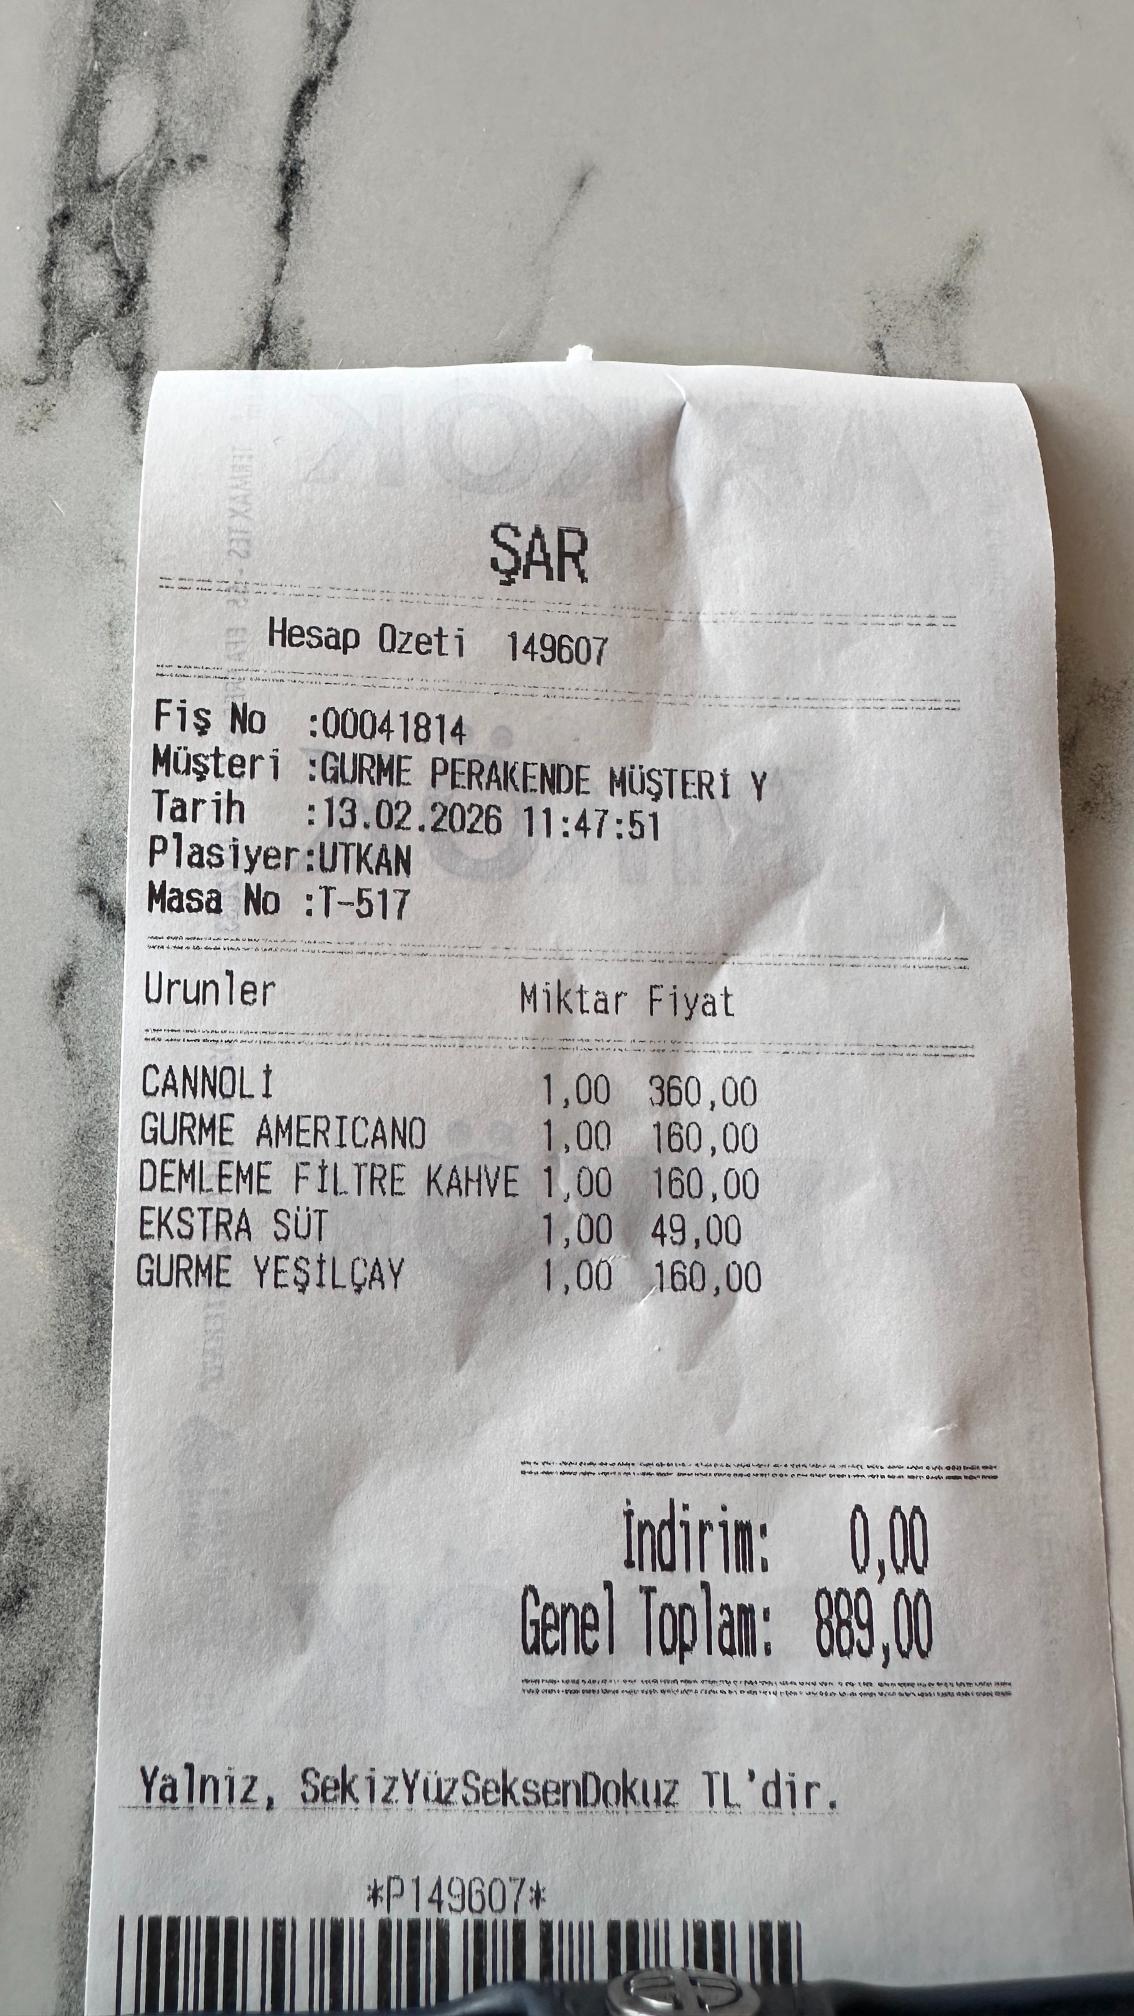 ŞAR
Hesap Ozeti 149607
Fiş No :00041814
Müşteri :GURME PERAKENDE MÜŞTERİ Y
Tarih :13.02.2026 11:47:51
Plasiyer:UTKAN
Masa No :T-517
Urunler Miktar Fiyat
CANNOLİ 1,00 360,00
GURME AMERICANO 1,00 160,00
DEMLEME FİLTRE KAHVE 1,00 160,00
EKSTRA SÜT 1,00 49,00
GURME YEŞİLÇAY 1,00 160,00
İndirim: 0,00
Genel Toplam: 889,00
Yalniz, SekizYüzSeksenDokuz TL'dir.
*P149607*